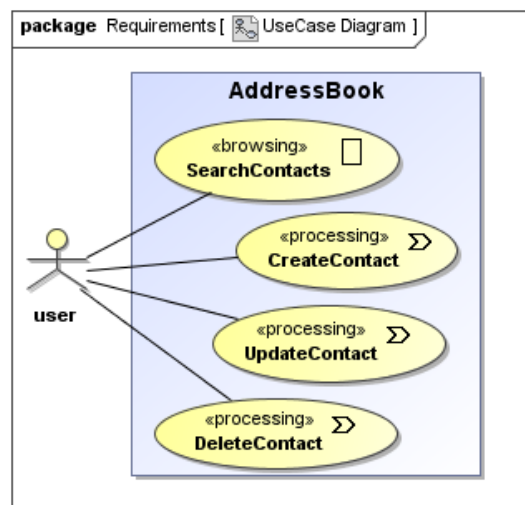 package Requirements [ UseCase Diagram ]
AddressBook
«browsing»
SearchContacts
«processing»
CreateContact
user
«processing»
UpdateContact
«processing»
DeleteContact